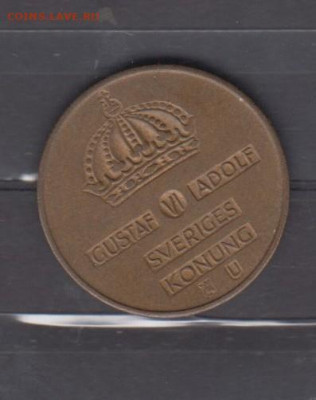 COINS.LAVE.RU
GUSTAF VI ADOLF
SVERIGES
KONUNG
U